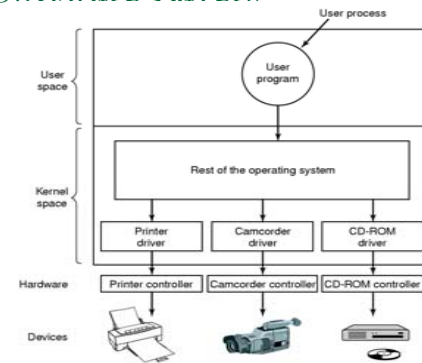 User process
User
space
User
program
Rest of the operating system
Kernel
space
Printer
driver
Camcorder
driver
CD-ROM
driver
Hardware
Printer controller
Camcorder controller
CD-ROM controller
Devices